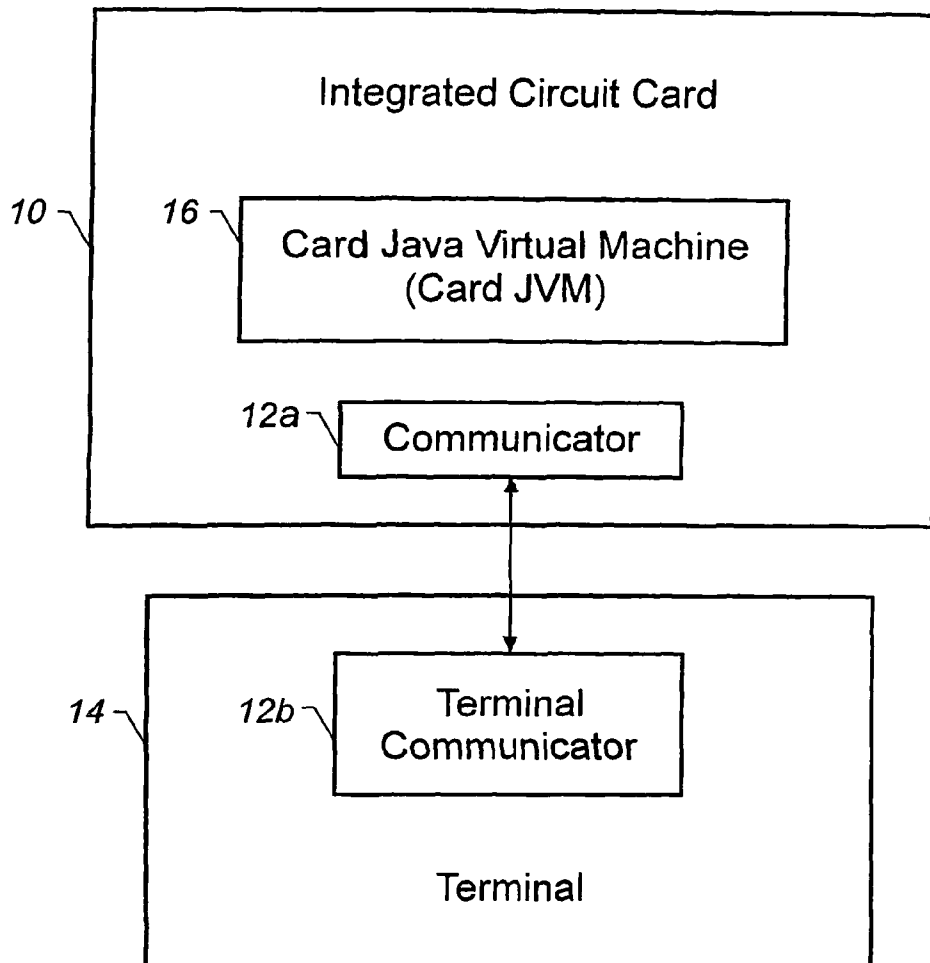 Integrated Circuit Card
10
16
Card Java Virtual Machine
(Card JVM)
12a
Communicator
14
12b
Terminal
Communicator
Terminal